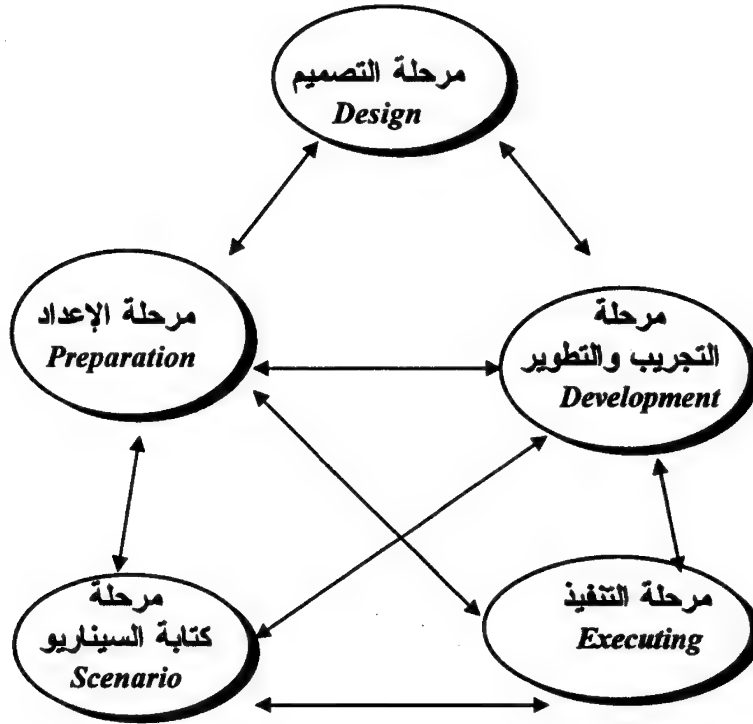 مرحلة التصميم
Design
مرحلة الإعداد
Preparation
مرحلة
التجريب والتطوير
Development
مرحلة
كتابة السيناريو
Scenario
مرحلة التنفيذ
Executing